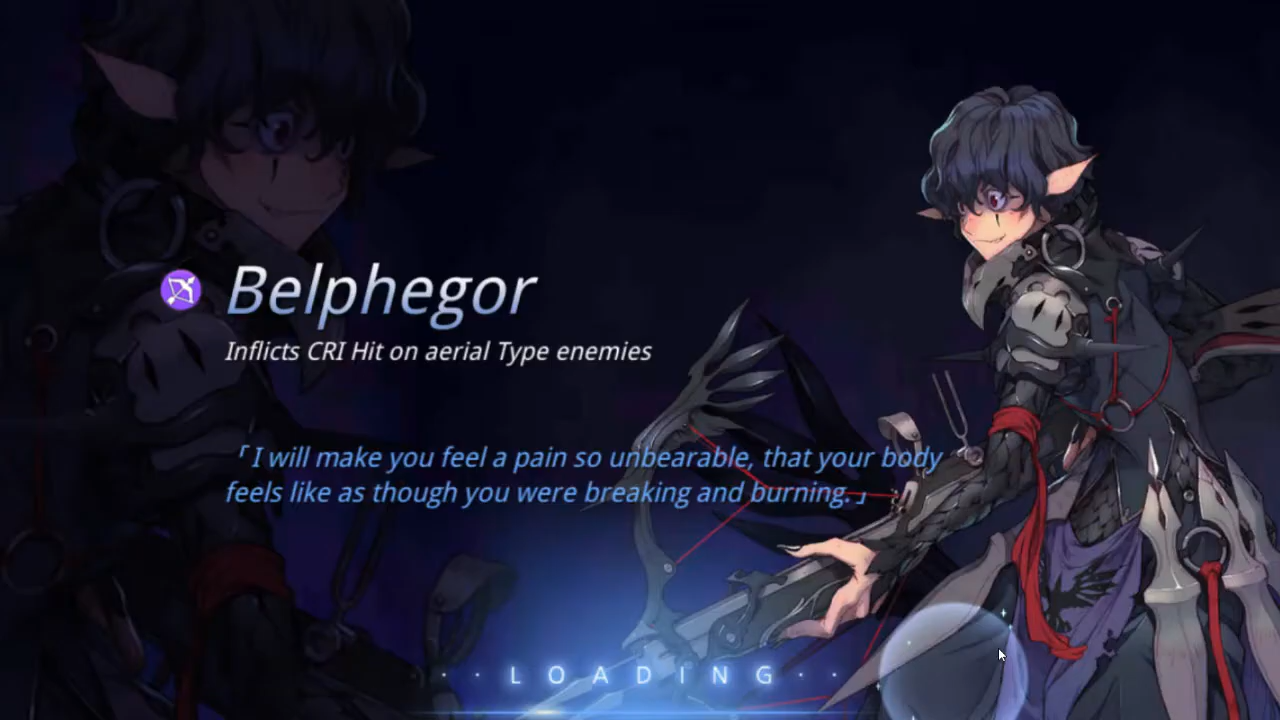 Belphegor
Inflicts CRI Hit on aerial Type enemies
「I will make you feel a pain so unbearable, that your body
feels like as though you were breaking and burning.」
· · L O A D I N G · ·